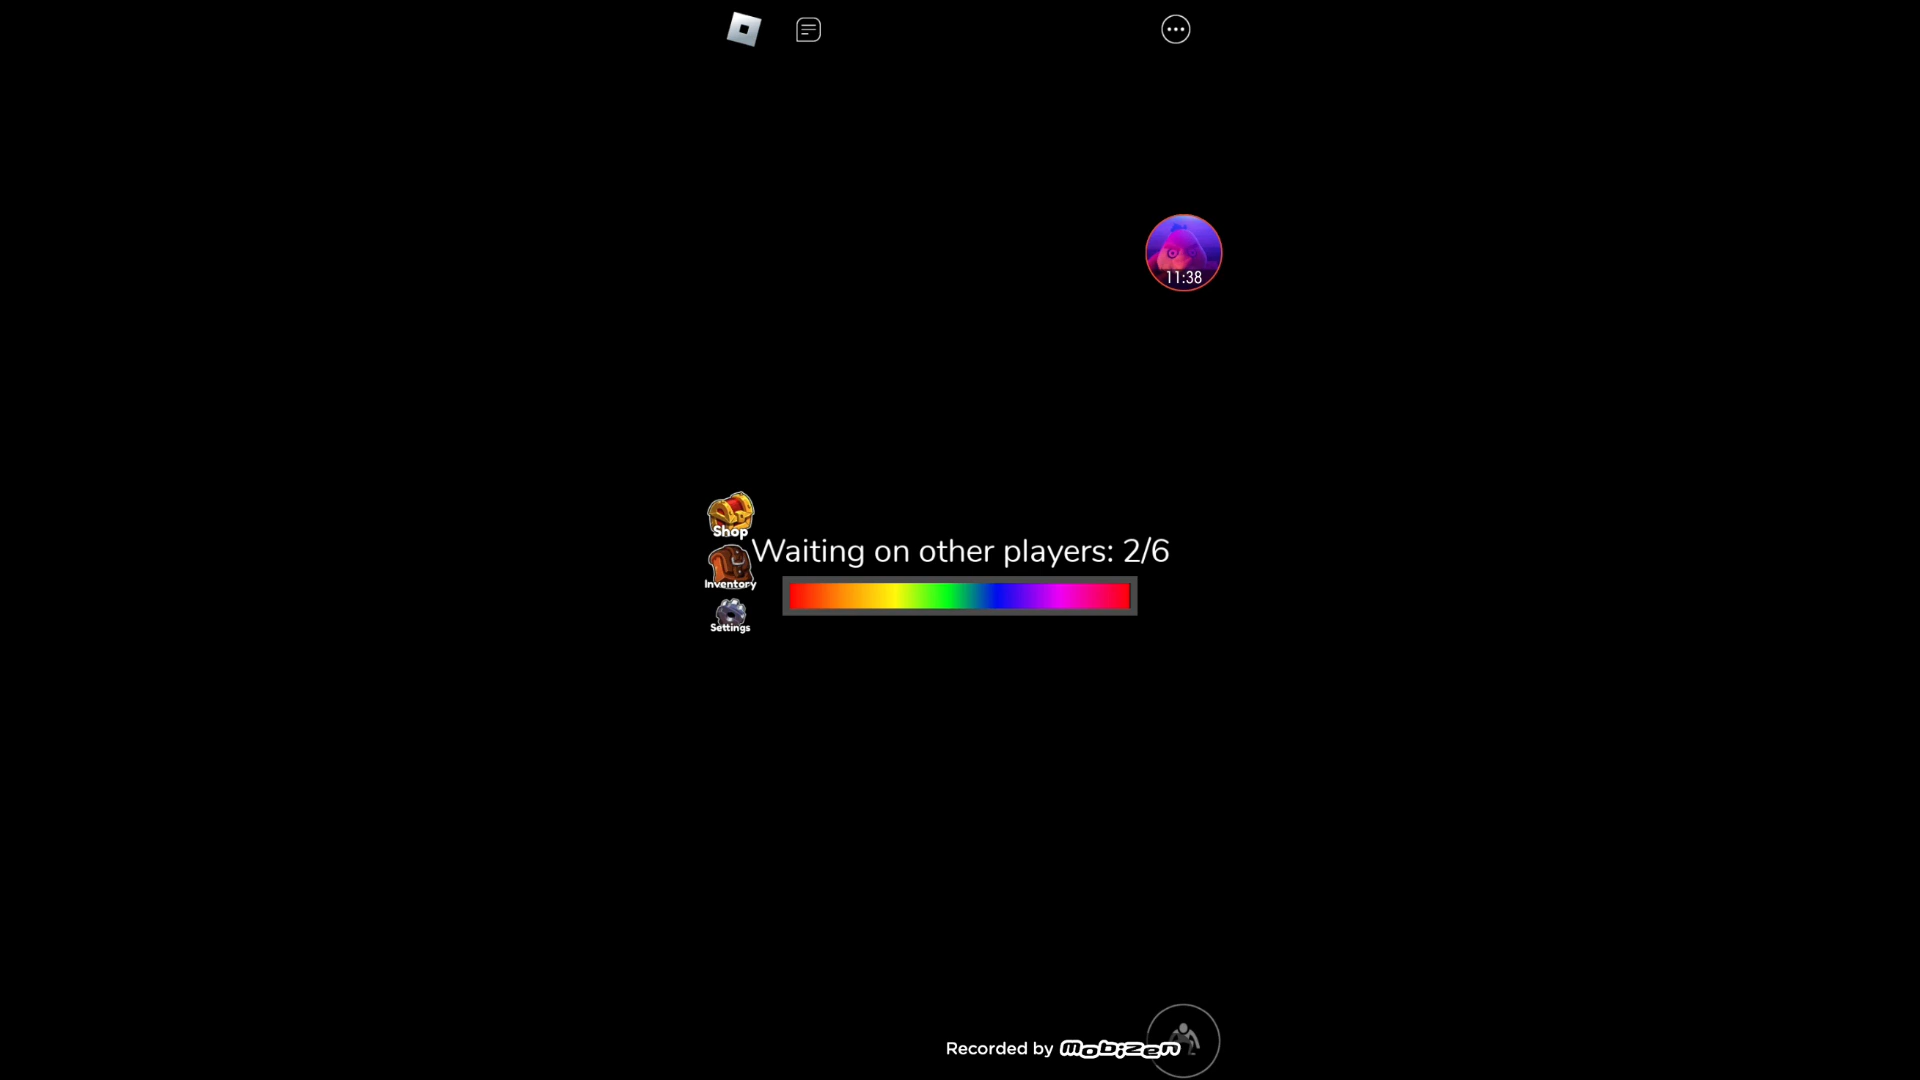 11:38
Shop
Waiting on other players: 2/6
Inventory
Settings
Recorded by Mobizen